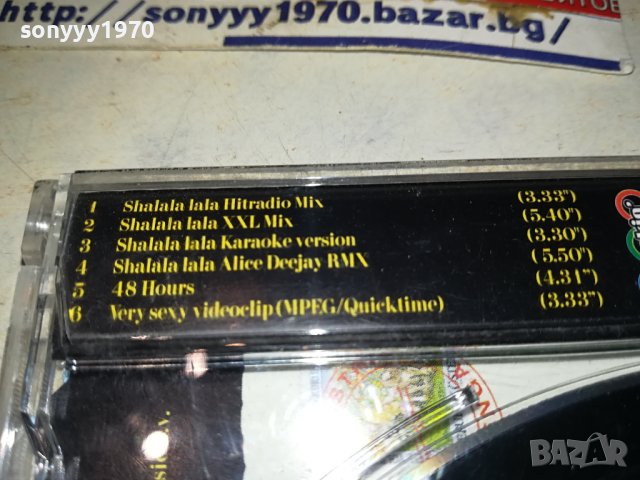 sonyyy1970
http://sonyyy1970.bazar.bg/
1 Shalala lala Hitradio Mix (3.33")
2 Shalala lala XXL Mix (5.40")
3 Shalala lala Karaoke version (3.30")
4 Shalala lala Alice Deejay RMX (5.50")
5 48 Hours (4.31")
6 Very sexy videoclip (MPEG/Quicktime) (3.33")
BAZAR